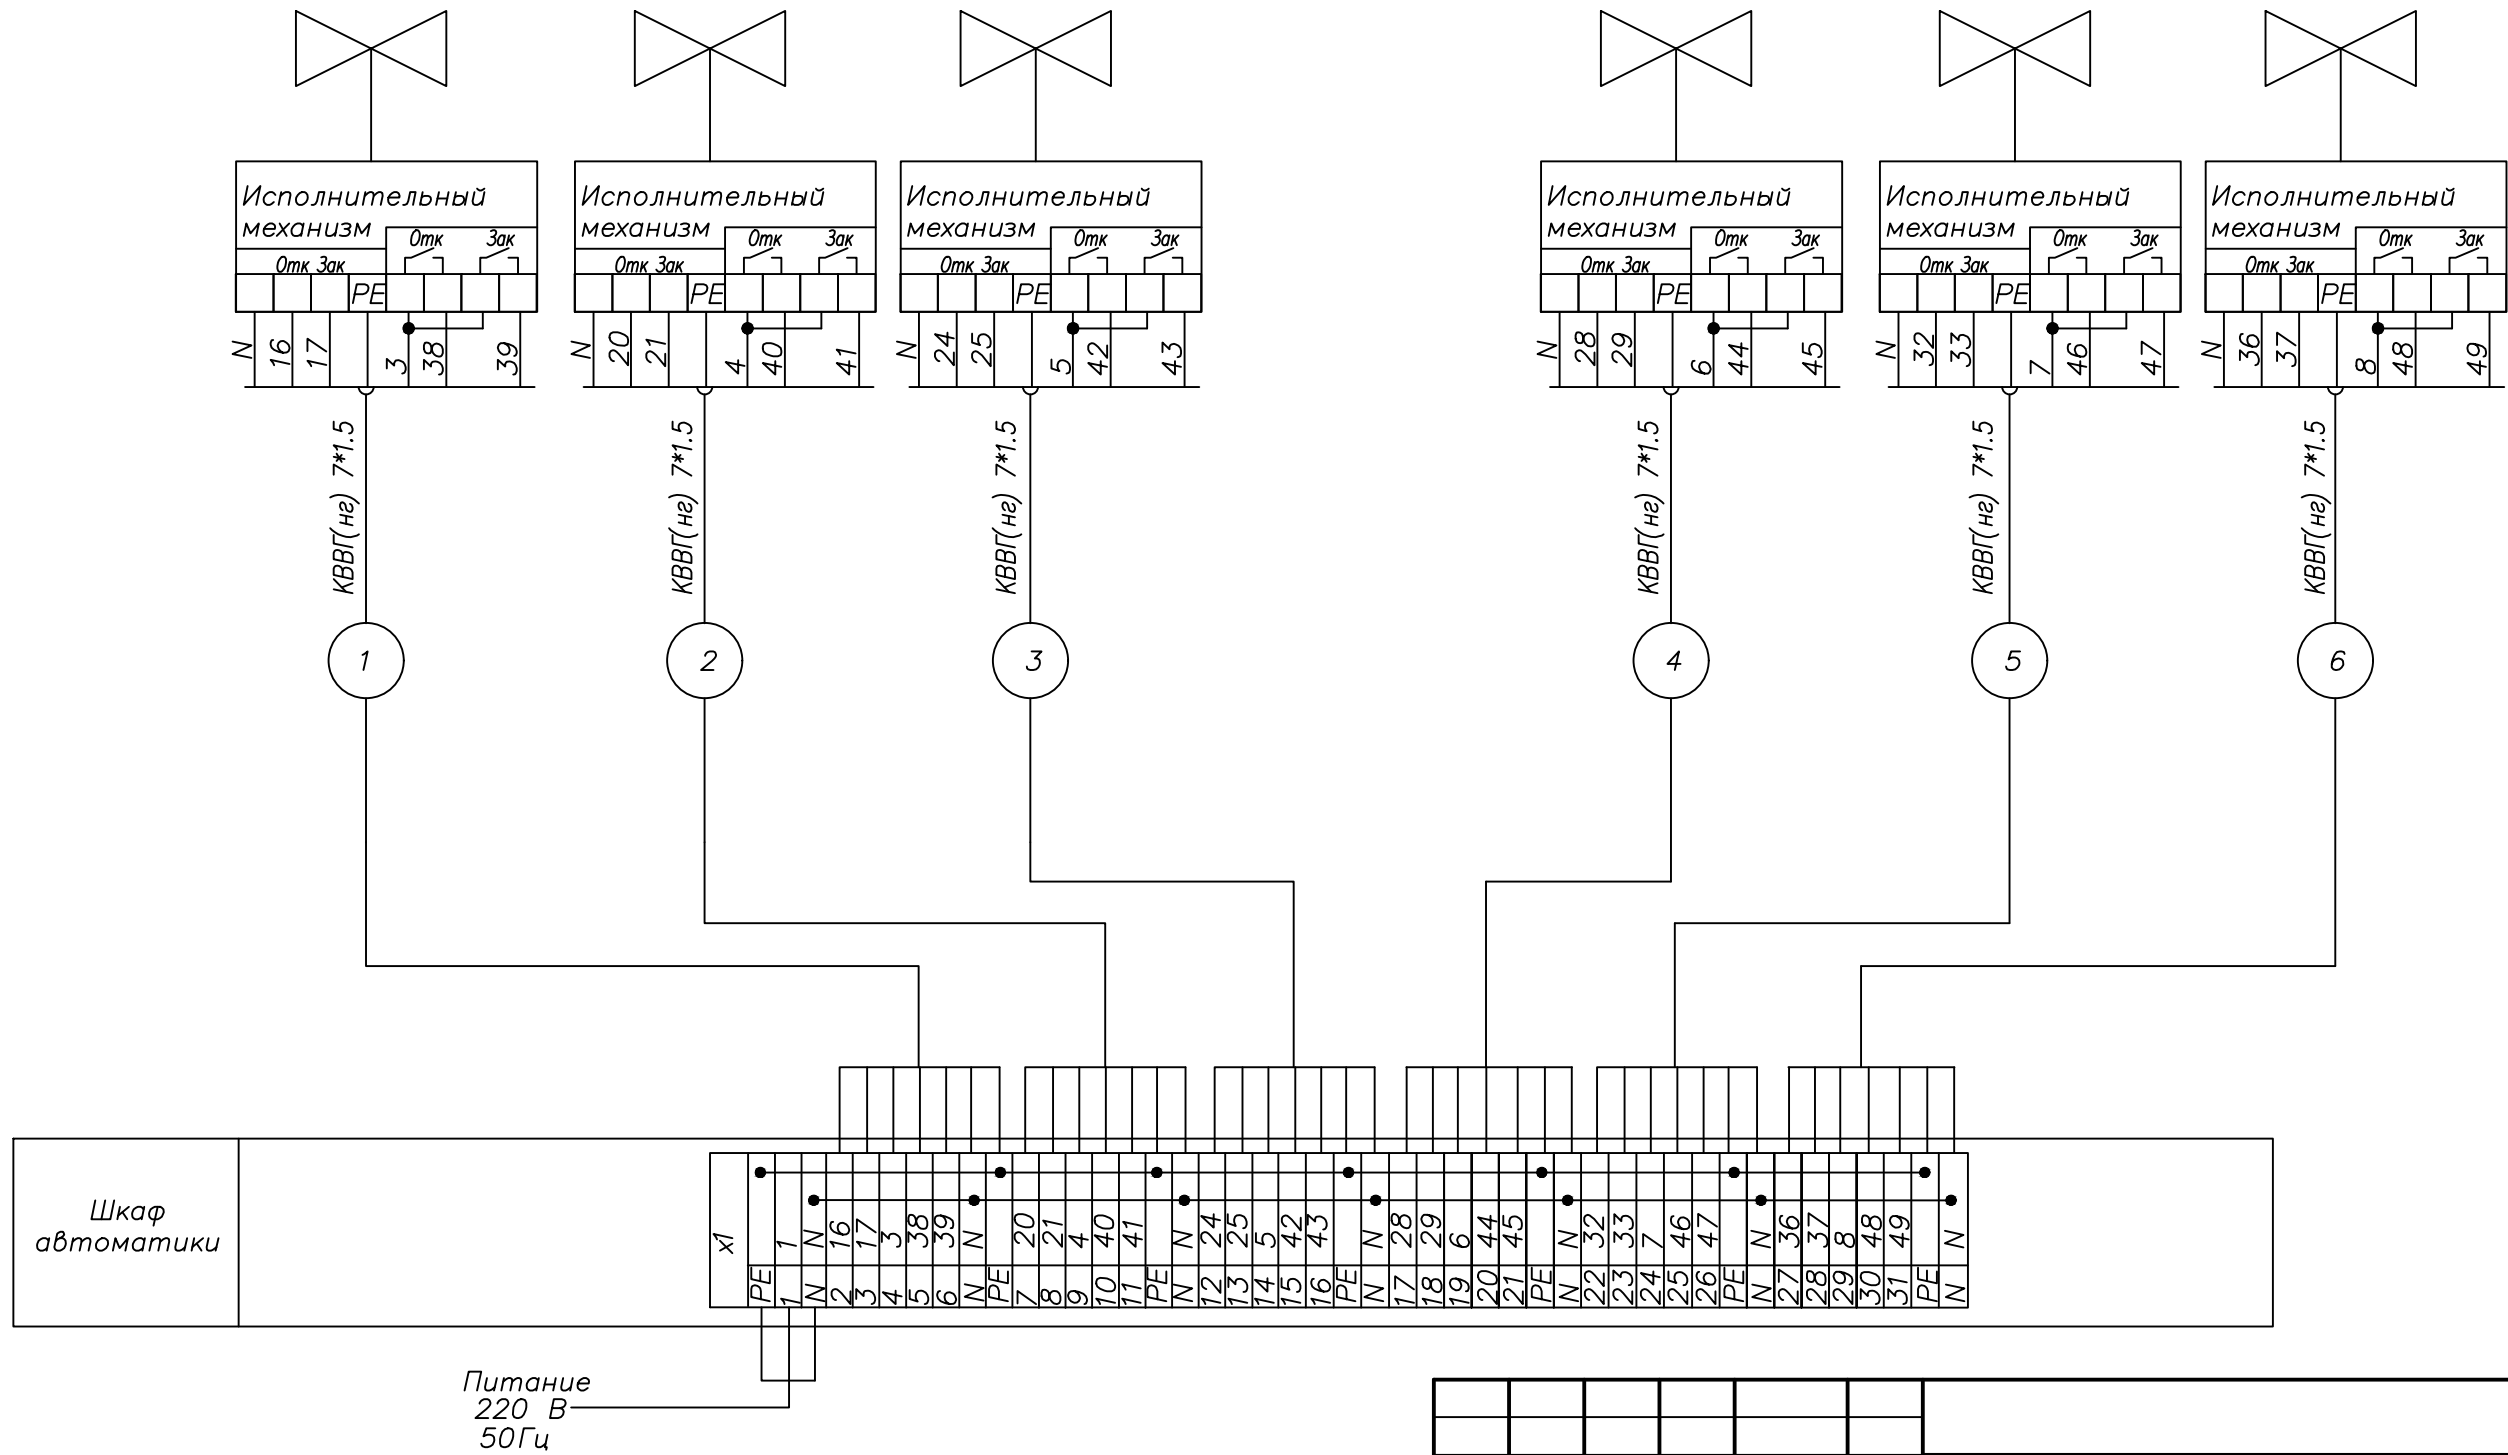 Исполнительный
механизм
Отк Зак
Отк Зак
PE
N 16 17 3 38 39
Исполнительный
механизм
Отк Зак
Отк Зак
PE
N 20 21 4 40 41
Исполнительный
механизм
Отк Зак
Отк Зак
PE
N 24 25 5 42 43
Исполнительный
механизм
Отк Зак
Отк Зак
PE
N 28 29 6 44 45
Исполнительный
механизм
Отк Зак
Отк Зак
PE
N 32 33 7 46 47
Исполнительный
механизм
Отк Зак
Отк Зак
PE
N 36 37 8 48 49
КВВГ(нг) 7*1.5
КВВГ(нг) 7*1.5
КВВГ(нг) 7*1.5
КВВГ(нг) 7*1.5
КВВГ(нг) 7*1.5
КВВГ(нг) 7*1.5
1 2 3 4 5 6
Шкаф
автоматики
x1
1 N 16 17 3 38 39 N 20 21 4 40 41 N 24 25 5 42 43 N 28 29 6 44 45 N 32 33 7 46 47 N 36 37 8 48 49 N
PE 1 N 2 3 4 5 6 N PE 7 8 9 10 11 PE N 12 13 14 15 16 PE N 17 18 19 20 21 PE N 22 23 24 25 26 PE N 27 28 29 30 31 PE N
Питание
220 В
50Гц